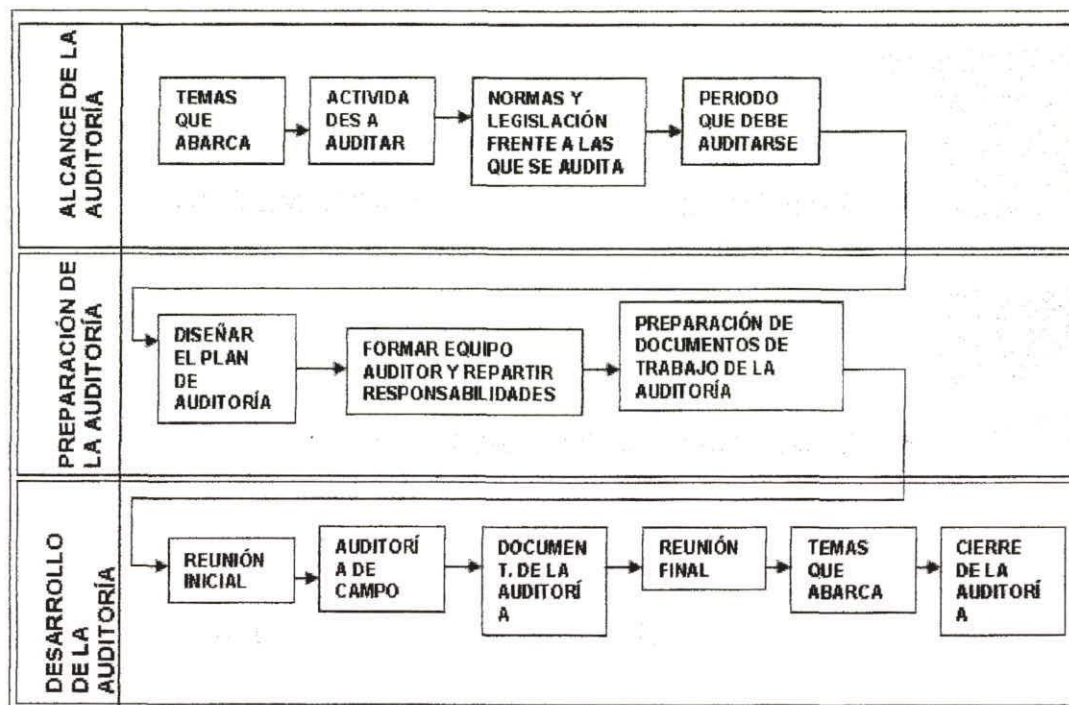 ALCANCE DE LA
AUDITORÍA
TEMAS
QUE
ABARCA
ACTIVIDA
DES A
AUDITAR
NORMAS Y
LEGISLACIÓN
FRENTE A LAS
QUE SE AUDITA
PERIODO
QUE DEBE
AUDITARSE
PREPARACIÓN DE
LA AUDITORÍA
DISEÑAR
EL PLAN
DE
AUDITORÍA
FORMAR EQUIPO
AUDITOR Y REPARTIR
RESPONSABILIDADES
PREPARACIÓN DE
DOCUMENTOS DE
TRABAJO DE LA
AUDITORÍA
DESARROLLO
DE LA
AUDITORÍA
REUNIÓN
INICIAL
AUDITORÍ
A DE
CAMPO
DOCUMEN
T. DE LA
AUDITORÍ
A
REUNIÓN
FINAL
TEMAS
QUE
ABARCA
CIERRE
DE LA
AUDITORÍ
A